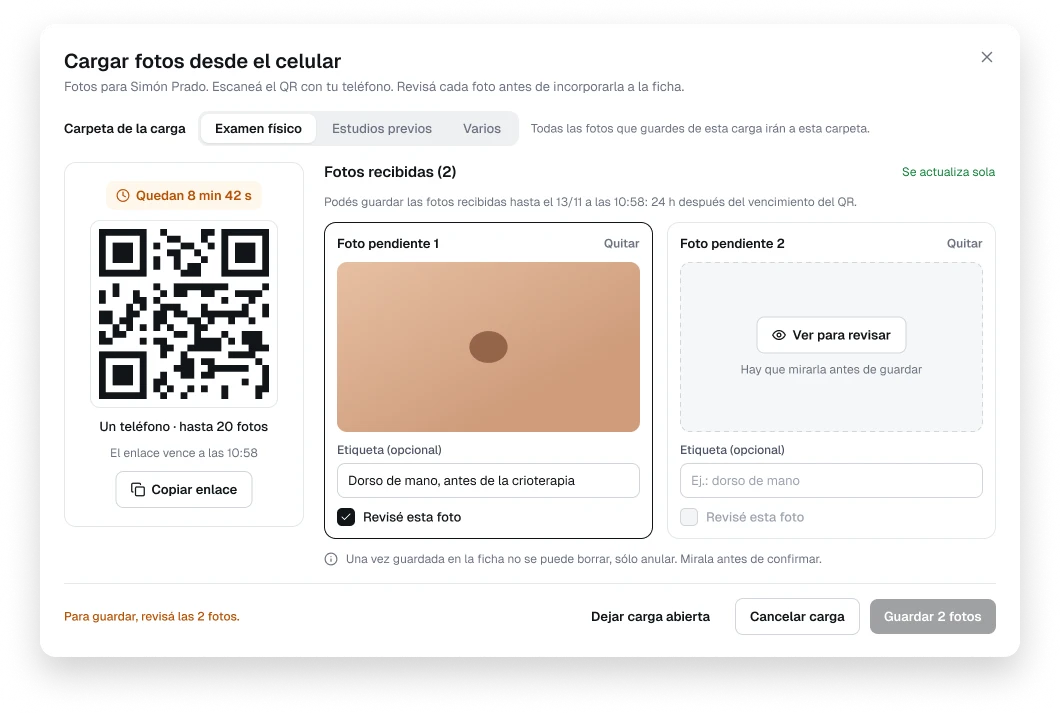 Cargar fotos desde el celular
Fotos para Simón Prado. Escaneá el QR con tu teléfono. Revisá cada foto antes de incorporarla a la ficha.
Carpeta de la carga
Examen físico
Estudios previos
Varios
Todas las fotos que guardes de esta carga irán a esta carpeta.
Quedan 8 min 42 s
Un teléfono · hasta 20 fotos
El enlace vence a las 10:58
Copiar enlace
Fotos recibidas (2)
Se actualiza sola
Podés guardar las fotos recibidas hasta el 13/11 a las 10:58: 24 h después del vencimiento del QR.
Foto pendiente 1
Quitar
Etiqueta (opcional)
Dorso de mano, antes de la crioterapia
Revisé esta foto
Foto pendiente 2
Quitar
Ver para revisar
Hay que mirarla antes de guardar
Etiqueta (opcional)
Ej.: dorso de mano
Revisé esta foto
Una vez guardada en la ficha no se puede borrar, sólo anular. Mirala antes de confirmar.
Para guardar, revisá las 2 fotos.
Dejar carga abierta
Cancelar carga
Guardar 2 fotos